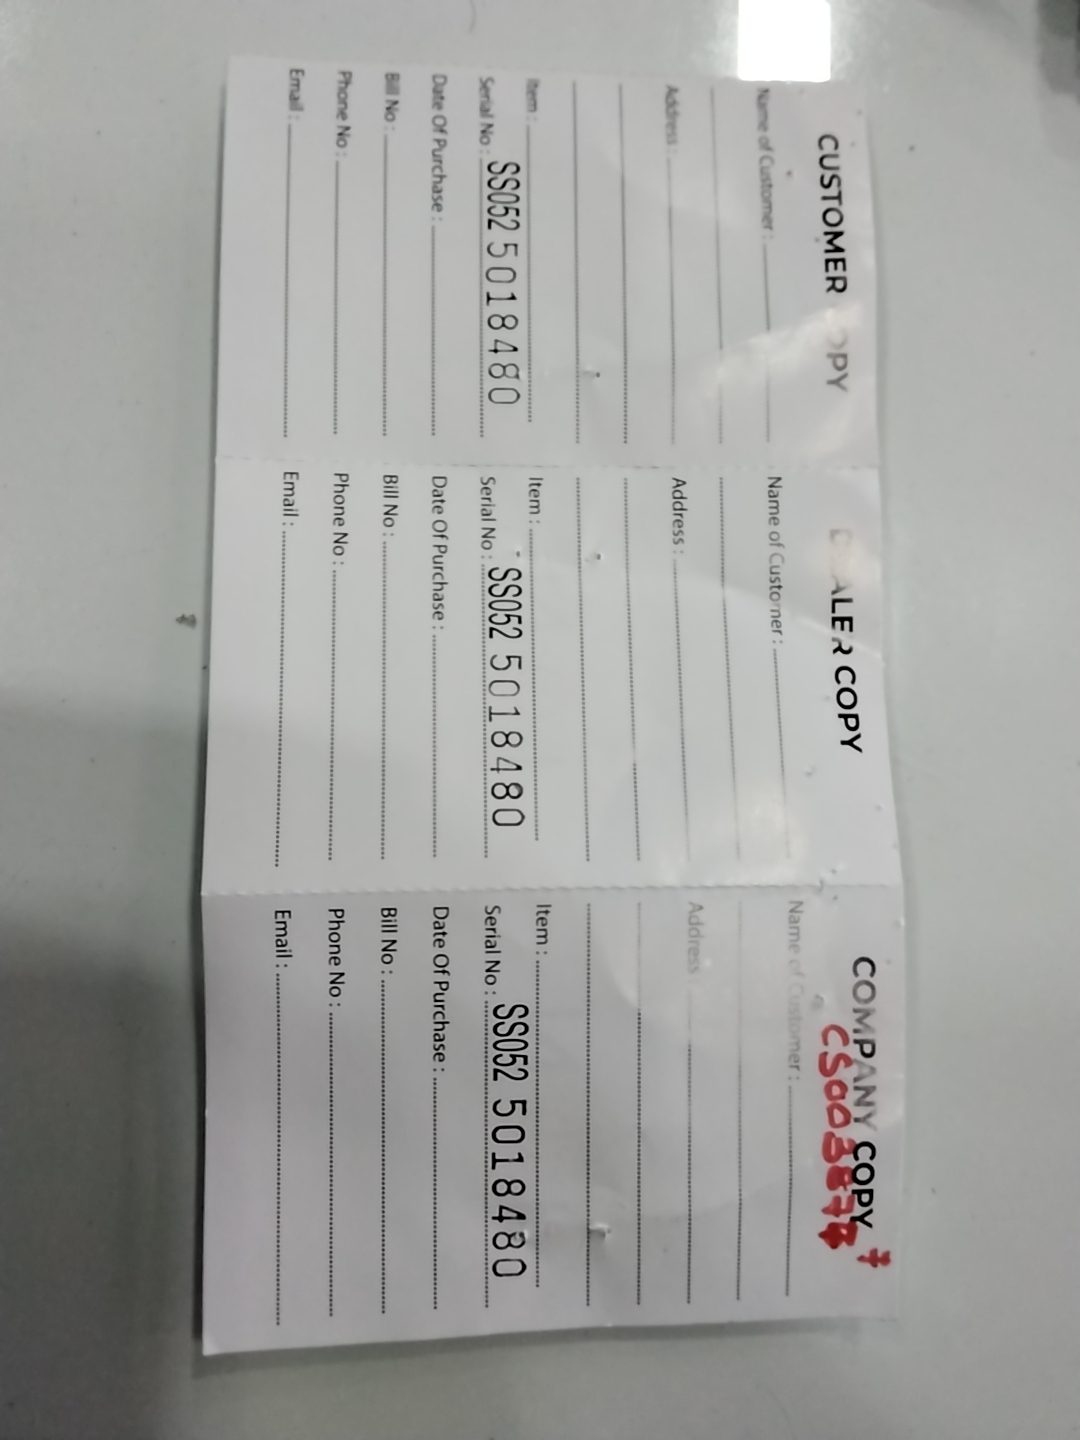 CUSTOMER COPY
Name of Customer :
Address :
Item :
Serial No : SS052 5018480
Date Of Purchase :
Bill No :
Phone No :
Email :
DEALER COPY
Name of Customer :
Address :
Item :
Serial No : SS052 5018480
Date Of Purchase :
Bill No :
Phone No :
Email :
COMPANY COPY
Name of Customer :
Address
Item :
Serial No : SS052 5018480
Date Of Purchase :
Bill No :
Phone No :
Email :